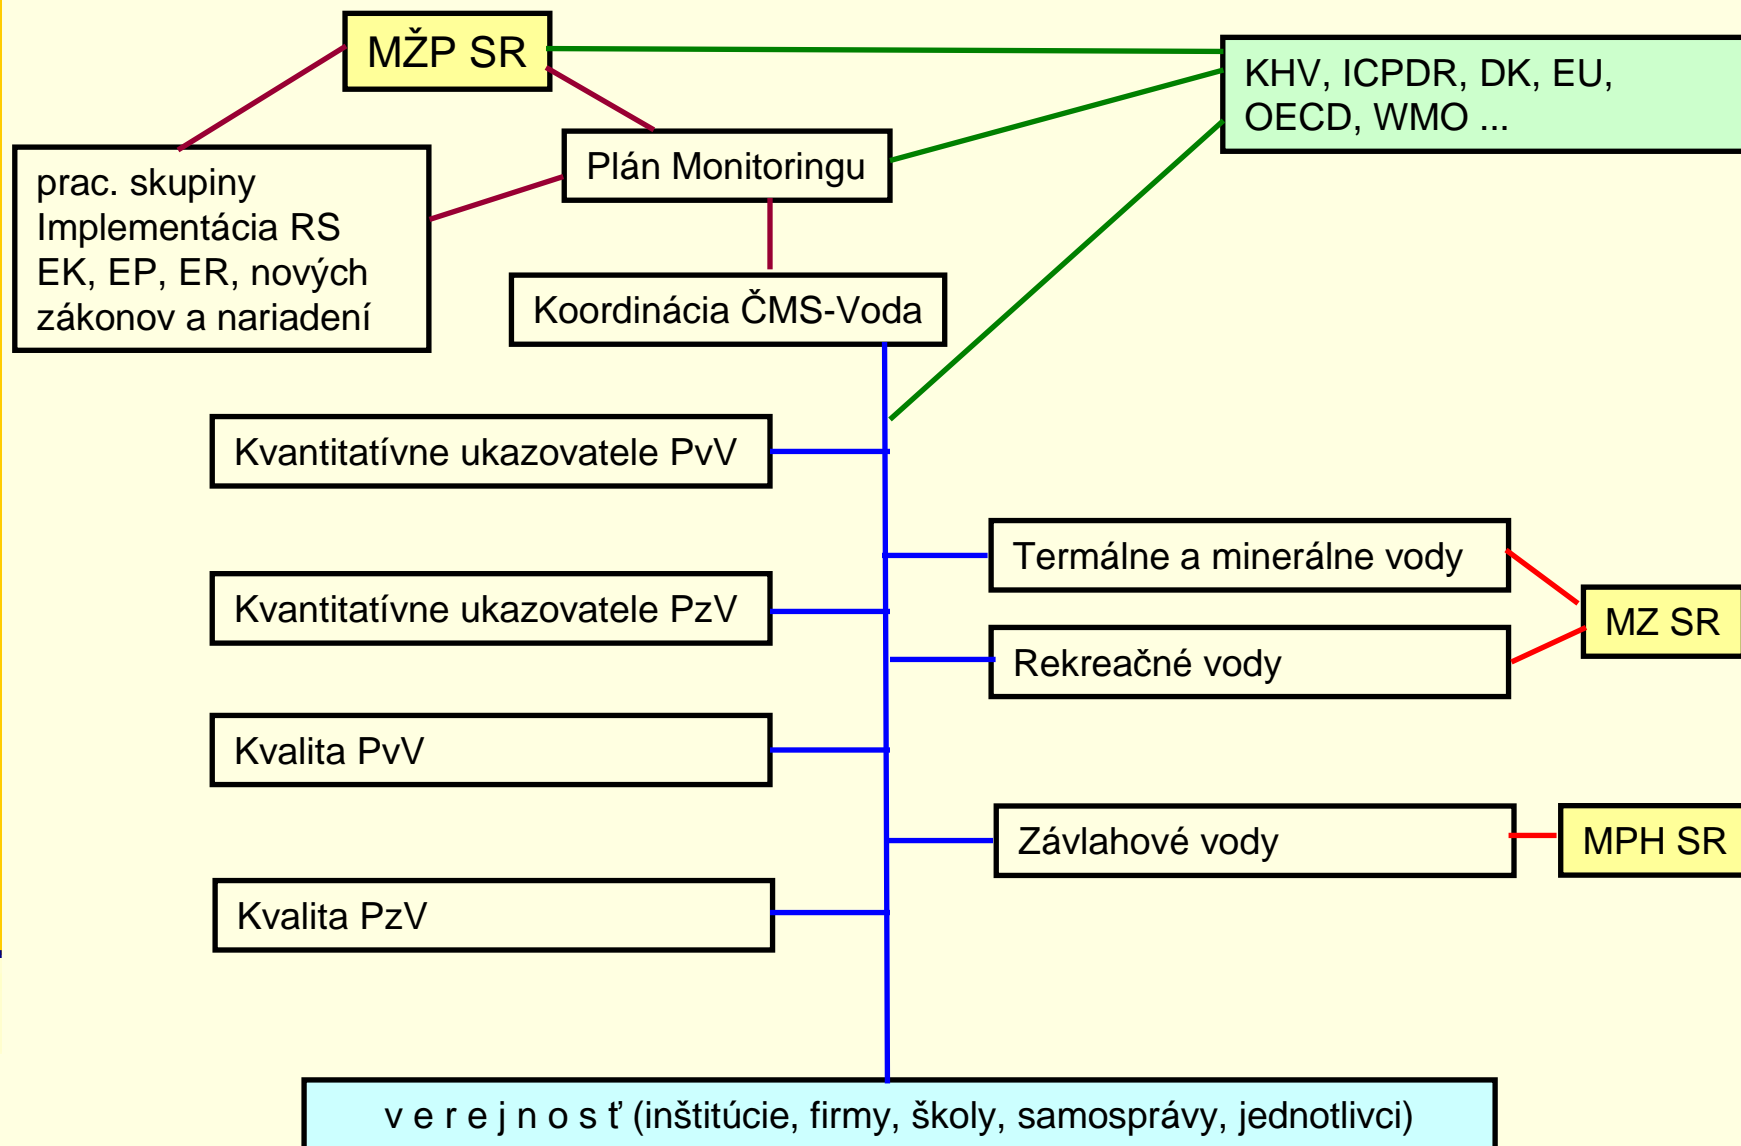 MŽP SR
KHV, ICPDR, DK, EU,
OECD, WMO ...
Plán Monitoringu
prac. skupiny
Implementácia RS
EK, EP, ER, nových
zákonov a nariadení
Koordinácia ČMS-Voda
Kvantitatívne ukazovatele PvV
Termálne a minerálne vody
Kvantitatívne ukazovatele PzV
MZ SR
Rekreačné vody
Kvalita PvV
Závlahové vody
MPH SR
Kvalita PzV
v e r e j n o s ť (inštitúcie, firmy, školy, samosprávy, jednotlivci)